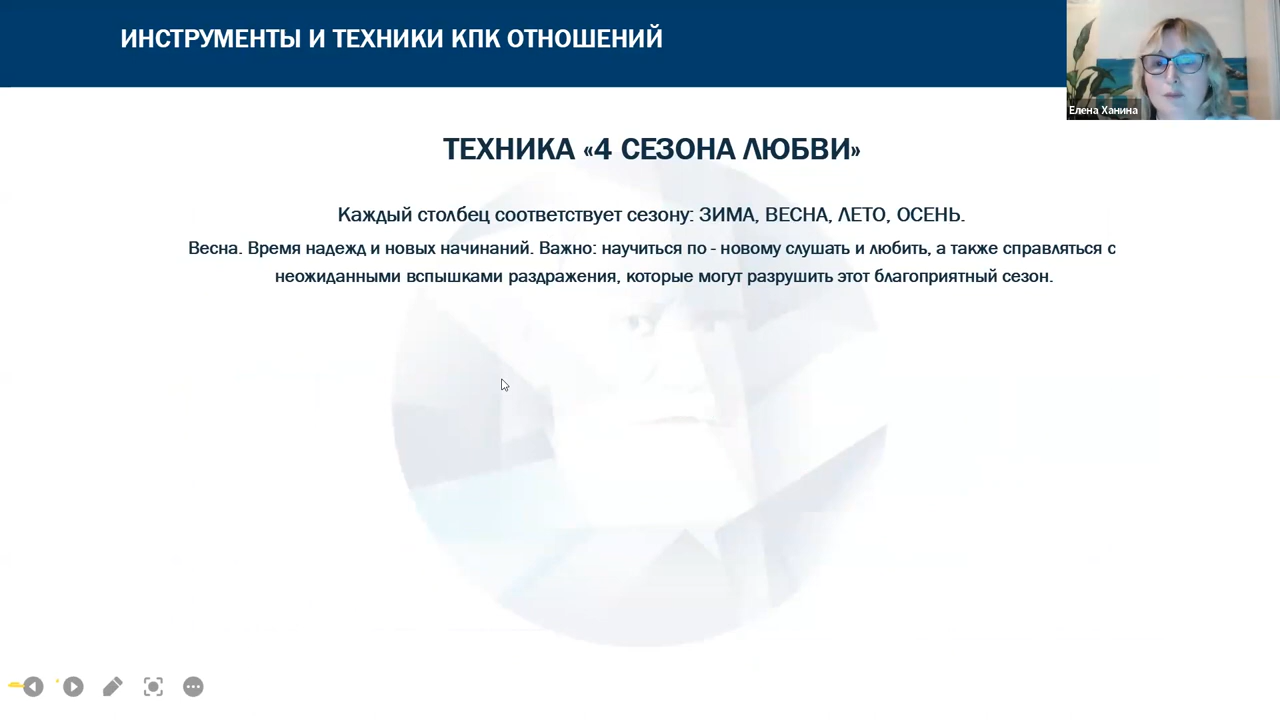 ИНСТРУМЕНТЫ И ТЕХНИКИ КПК ОТНОШЕНИЙ
Елена Ханина
ТЕХНИКА «4 СЕЗОНА ЛЮБВИ»
Каждый столбец соответствует сезону: ЗИМА, ВЕСНА, ЛЕТО, ОСЕНЬ.
Весна. Время надежд и новых начинаний. Важно: научиться по - новому слушать и любить, а также справляться с
неожиданными вспышками раздражения, которые могут разрушить этот благоприятный сезон.